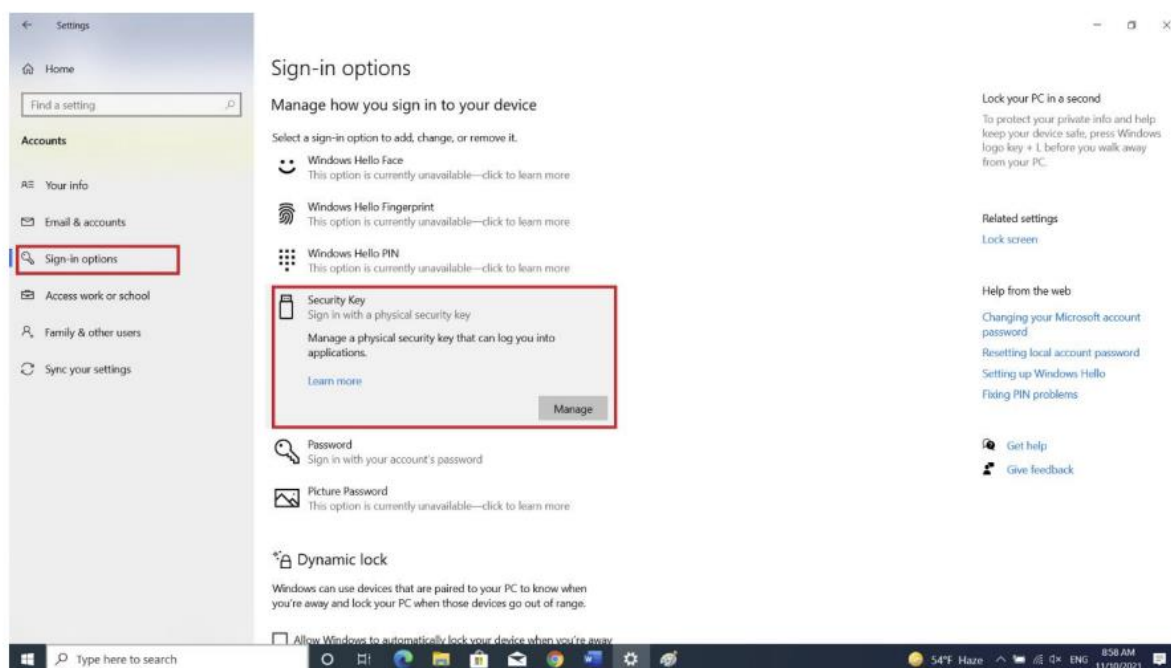 Settings
Home
Find a setting
Accounts
Your info
Email & accounts
Sign-in options
Access work or school
Family & other users
Sync your settings
Sign-in options
Manage how you sign in to your device
Select a sign-in option to add, change, or remove it.
Windows Hello Face
This option is currently unavailable—click to learn more
Windows Hello Fingerprint
This option is currently unavailable—click to learn more
Windows Hello PIN
This option is currently unavailable—click to learn more
Security Key
Sign in with a physical security key
Manage a physical security key that can log you into
applications.
Learn more
Manage
Password
Sign in with your account's password
Picture Password
This option is currently unavailable—click to learn more
Dynamic lock
Windows can use devices that are paired to your PC to know when
you're away and lock your PC when those devices go out of range.
Allow Windows to automatically lock your device when you're away
Lock your PC in a second
To protect your private info and help
keep your device safe, press Windows
logo key + L before you walk away
from your PC.
Related settings
Lock screen
Help from the web
Changing your Microsoft account
password
Resetting local account password
Setting up Windows Hello
Fixing PIN problems
Get help
Give feedback
Type here to search
54°F Haze
ENG
8:58 AM
11/10/2021